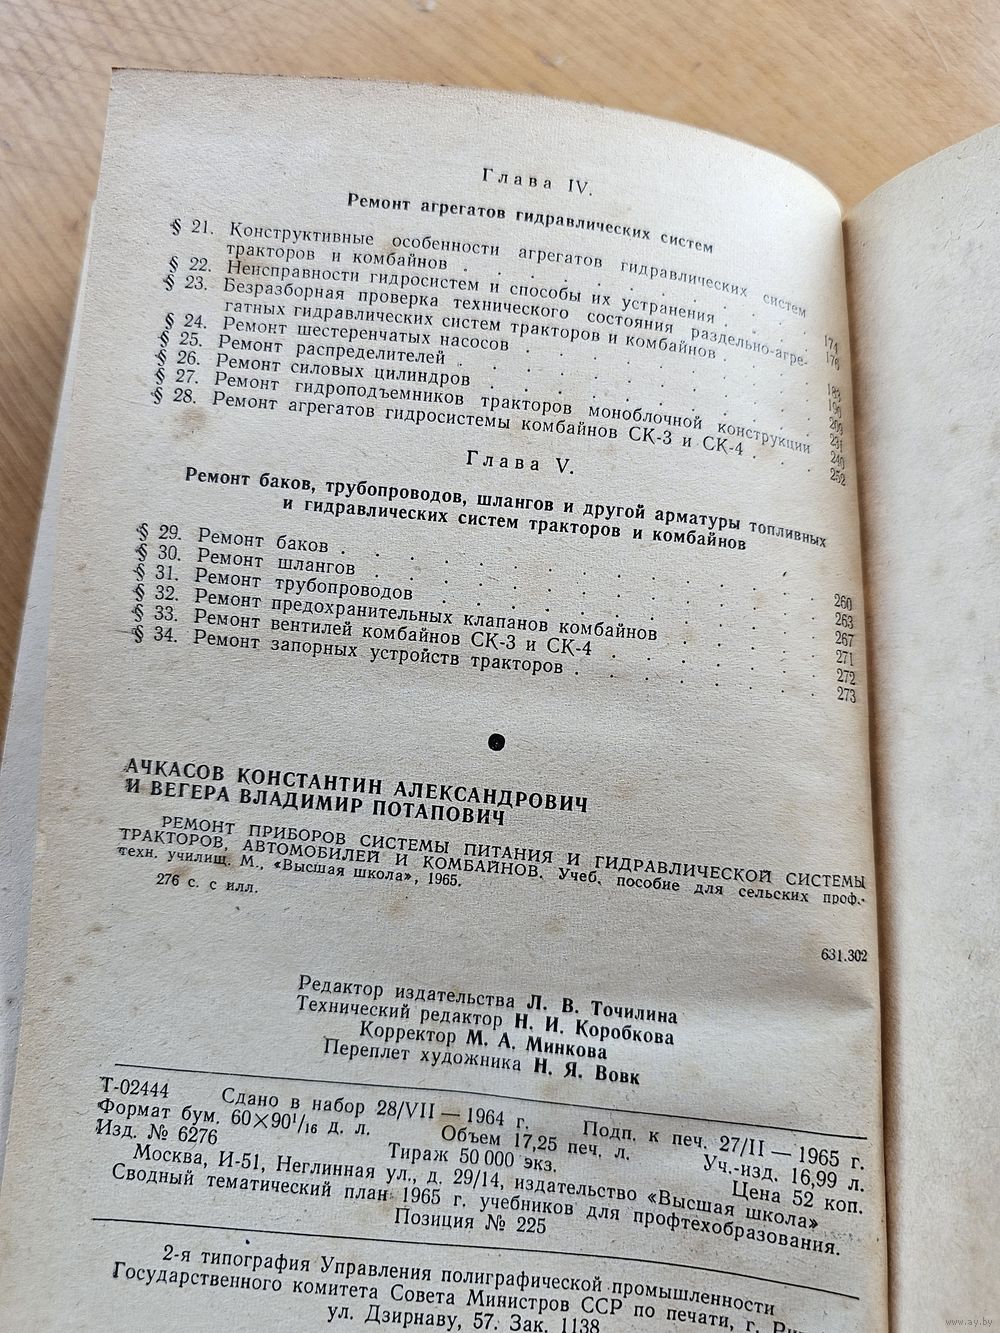 Глава IV.
Ремонт агрегатов гидравлических систем
§ 21. Конструктивные особенности агрегатов гидравлических систем
тракторов и комбайнов . . . . . . . . . . 174
§ 22. Неисправности гидросистем и способы их устранения . . . . 176
§ 23. Безразборная проверка технического состояния раздельно-агре-
гатных гидравлических систем тракторов и комбайнов . . . . 183
§ 24. Ремонт шестеренчатых насосов . . . . . . . . . 190
§ 25. Ремонт распределителей . . . . . . . . . . . 209
§ 26. Ремонт силовых цилиндров . . . . . . . . . . 231
§ 27. Ремонт гидроподъемников тракторов моноблочной конструкции 240
§ 28. Ремонт агрегатов гидросистемы комбайнов СК-3 и СК-4 . . . 252
Глава V.
Ремонт баков, трубопроводов, шлангов и другой арматуры топливных
и гидравлических систем тракторов и комбайнов
§ 29. Ремонт баков . . . . . . . . . . . . . 260
§ 30. Ремонт шлангов . . . . . . . . . . . . 263
§ 31. Ремонт трубопроводов . . . . . . . . . . 267
§ 32. Ремонт предохранительных клапанов комбайнов . . . . . 271
§ 33. Ремонт вентилей комбайнов СК-3 и СК-4 . . . . . . 272
§ 34. Ремонт запорных устройств тракторов . . . . . . . 273
АЧКАСОВ КОНСТАНТИН АЛЕКСАНДРОВИЧ
И ВЕГЕРА ВЛАДИМИР ПОТАПОВИЧ
РЕМОНТ ПРИБОРОВ СИСТЕМЫ ПИТАНИЯ И ГИДРАВЛИЧЕСКОЙ СИСТЕМЫ
ТРАКТОРОВ, АВТОМОБИЛЕЙ И КОМБАЙНОВ. Учеб. пособие для сельских проф.-
техн. училищ. М., «Высшая школа», 1965.
276 с. с илл.
631.302
Редактор издательства Л. В. Точилина
Технический редактор Н. И. Коробкова
Корректор М. А. Минкова
Переплет художника Н. Я. Вовк
Т-02444 Сдано в набор 28/VII — 1964 г. Подп. к печ. 27/II — 1965 г.
Формат бум. 60×90¹/₁₆ д. л. Объем 17,25 печ. л. Уч.-изд. 16,99 л.
Изд. № 6276 Тираж 50 000 экз. Цена 52 коп.
Москва, И-51, Неглинная ул., д. 29/14, издательство «Высшая школа»
Сводный тематический план 1965 г. учебников для профтехобразования.
Позиция № 225
2-я типография Управления полиграфической промышленности
Государственного комитета Совета Министров СССР по печати, г.
ул. Дзирнаву, 57. Зак. 1138
www.ay.by